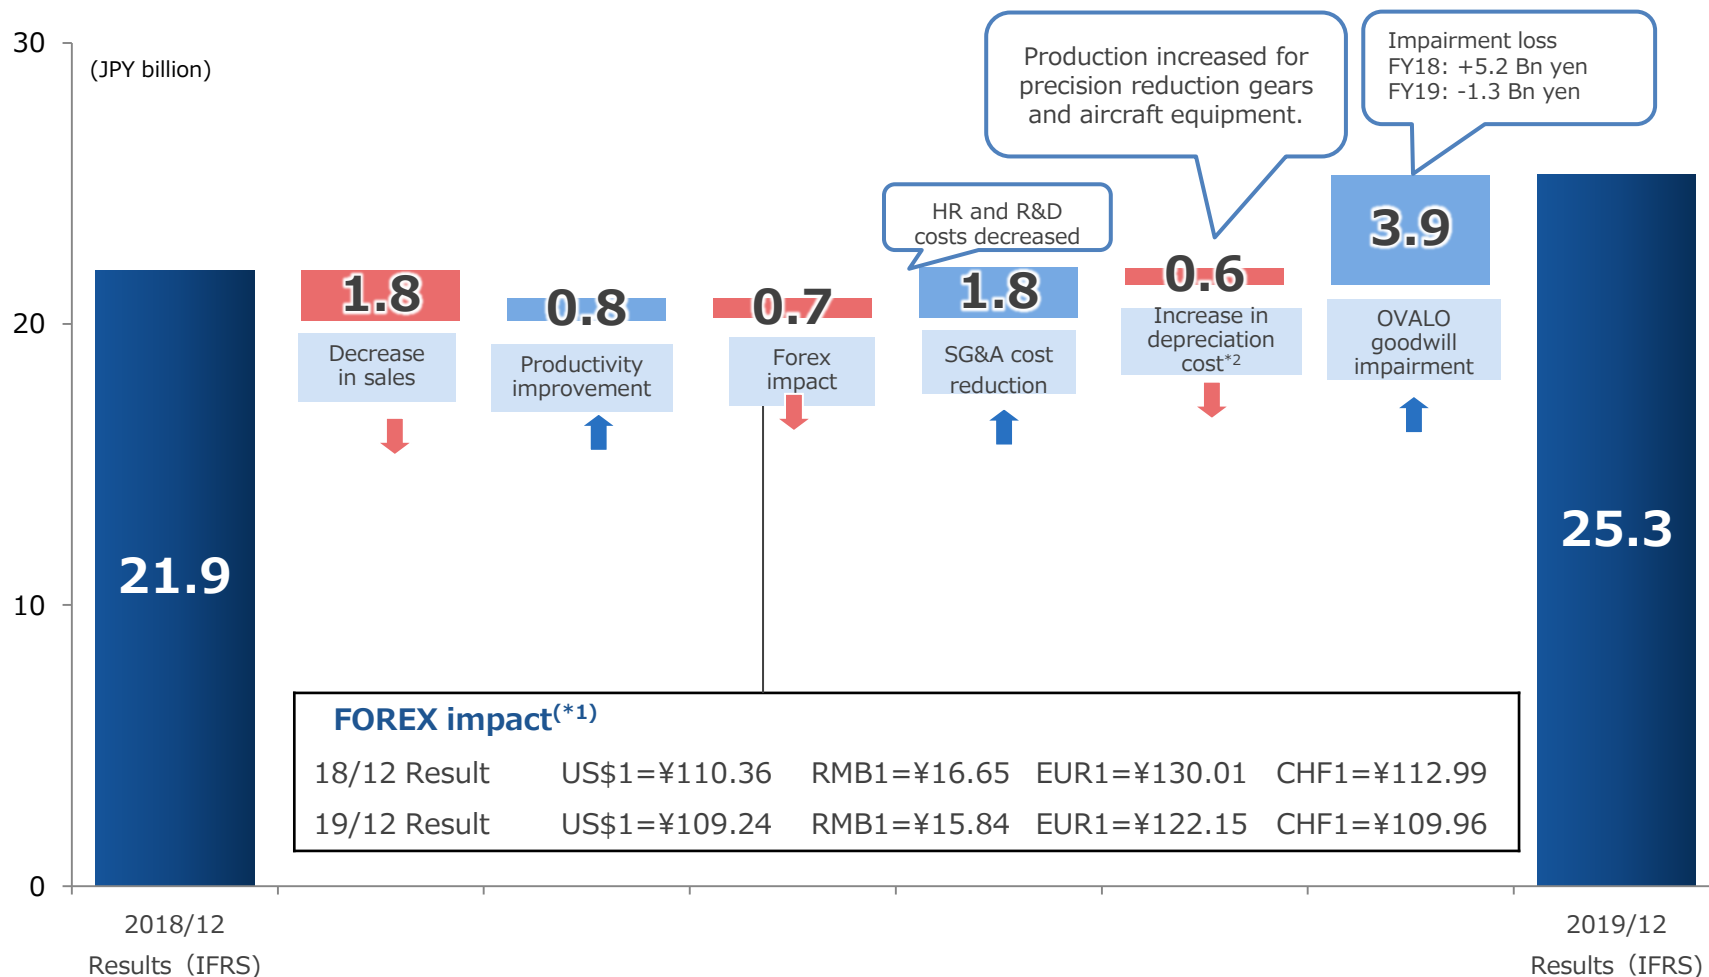 30
(JPY billion)
20
10
0
Production increased for
precision reduction gears
and aircraft equipment.
Impairment loss
FY18: +5.2 Bn yen
FY19: -1.3 Bn yen
HR and R&D
costs decreased
21.9
1.8
Decrease
in sales
0.8
Productivity
improvement
0.7
Forex
impact
1.8
SG&A cost
reduction
0.6
Increase in
depreciation
cost*2
3.9
OVALO
goodwill
impairment
25.3
FOREX impact(*1)
18/12 Result US$1=¥110.36 RMB1=¥16.65 EUR1=¥130.01 CHF1=¥112.99
19/12 Result US$1=¥109.24 RMB1=¥15.84 EUR1=¥122.15 CHF1=¥109.96
2018/12
Results（IFRS)
2019/12
Results（IFRS)